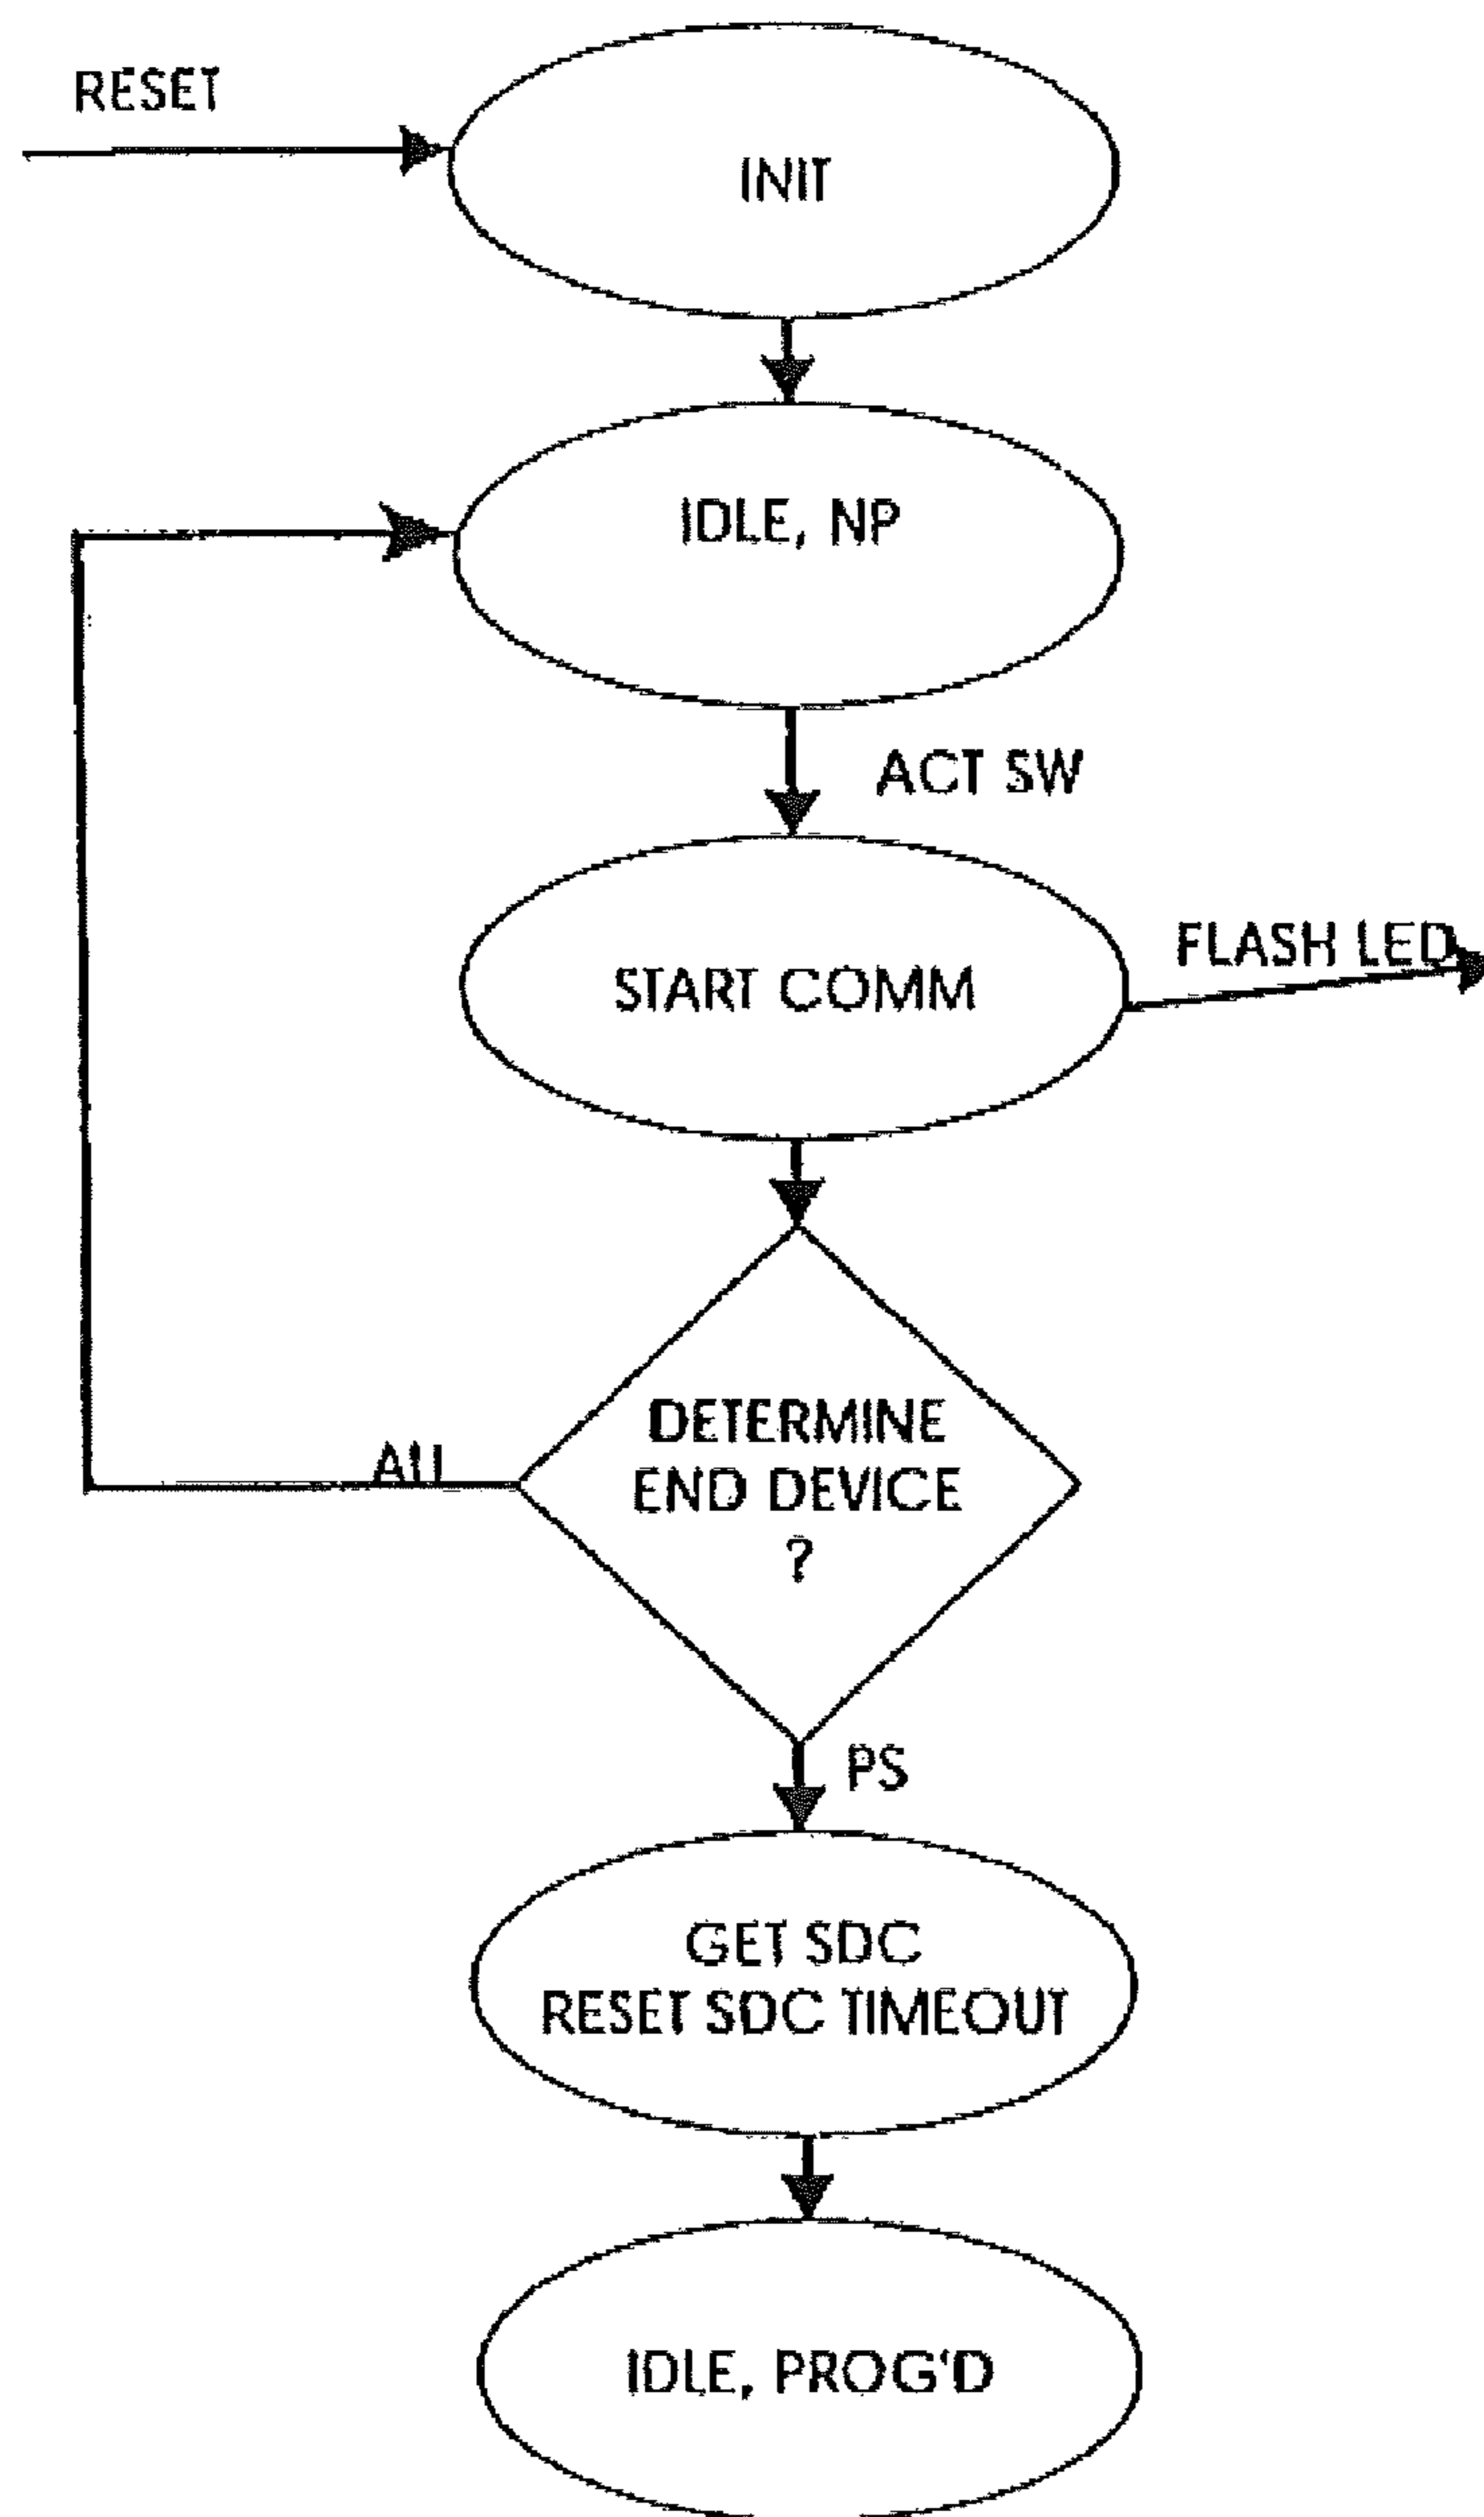 RESET
INIT
IDLE, NP
ACT SW
FLASH LED
START COMM
DETERMINE
END DEVICE
?
PS
GET SDC
RESET SDC TIMEOUT
IDLE, PROG'D